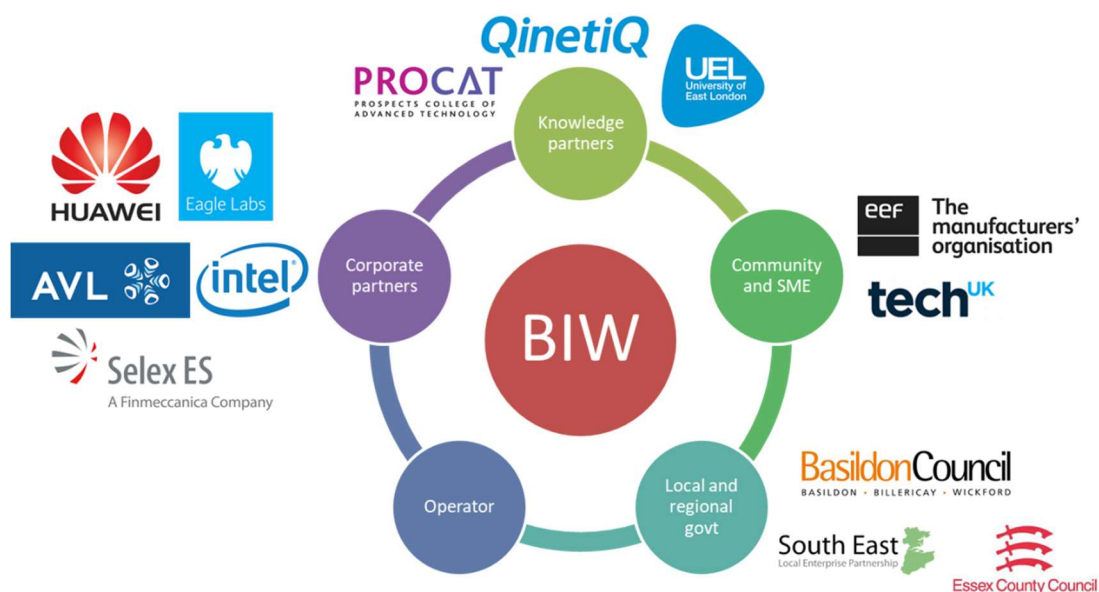 QinetiQ
PROCAT
PROSPECTS COLLEGE OF
ADVANCED TECHNOLOGY
UEL
University of
East London
Knowledge
partners
HUAWEI
Eagle Labs
AVL
intel®
Selex ES
A Finmeccanica Company
Corporate
partners
BIW
Community
and SME
eef
The
manufacturers'
organisation
techUK
Operator
Local and
regional
govt
BasildonCouncil
BASILDON • BILLERICAY • WICKFORD
South East
Local Enterprise Partnership
Essex County Council